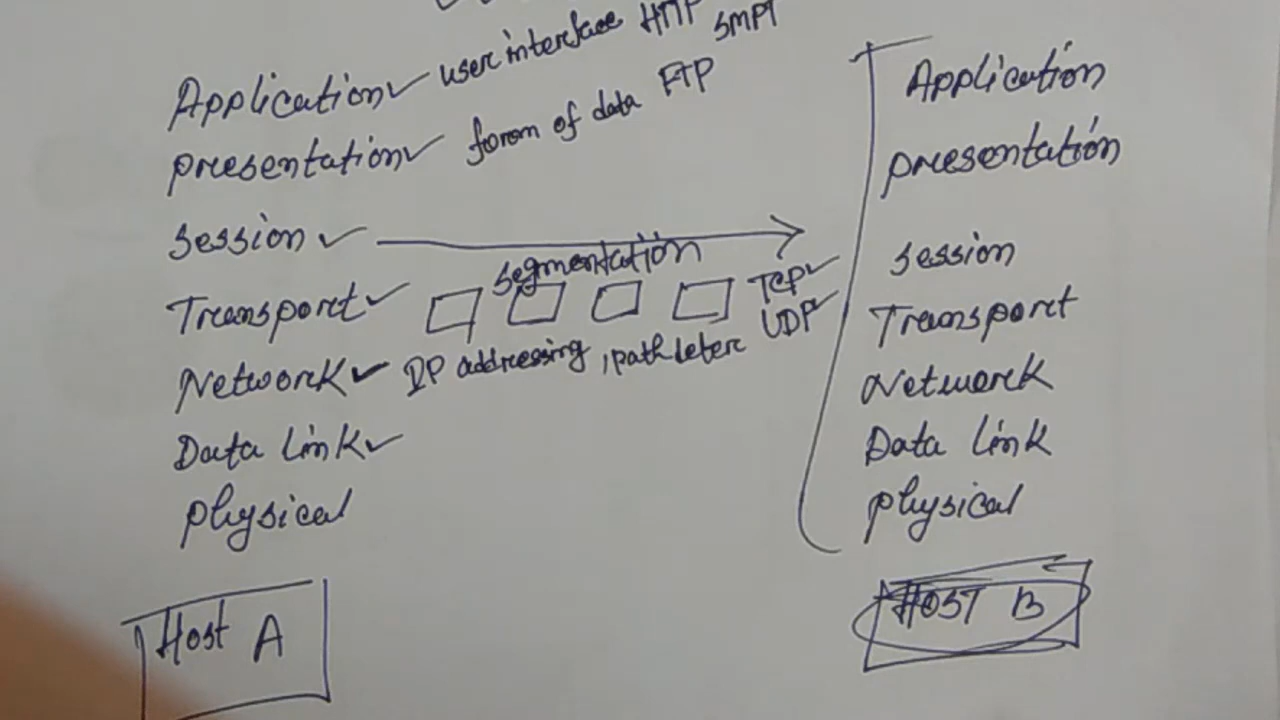 Application user interface HTTP SMPT
presentation form of data FTP
session
segmentation
Transport TCP
UDP
Network IP addressing, path deter
Data link
physical
Host A
Application
presentation
session
Transport
Network
Data link
physical
HOST B